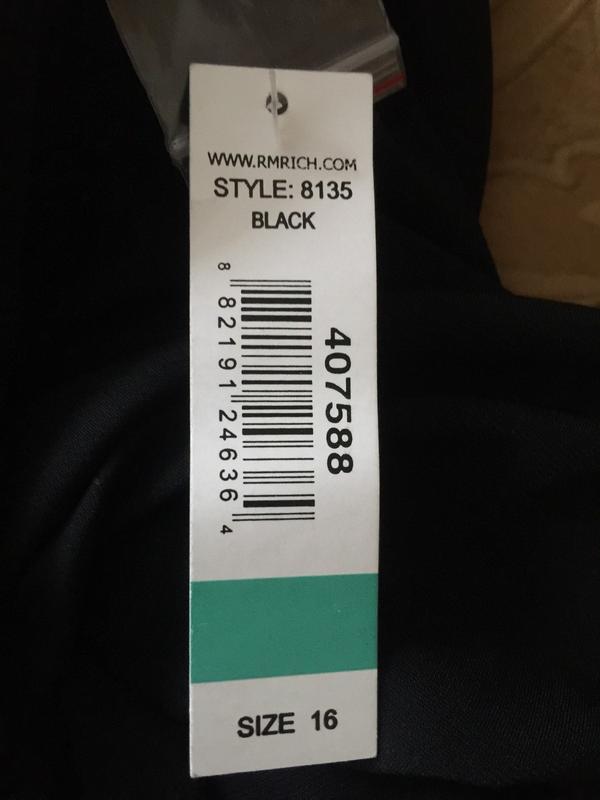 WWW.RMRICH.COM
STYLE: 8135
BLACK
8 82191 24636 4
407588
SIZE 16